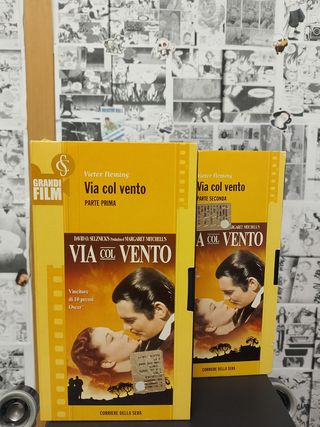 GRANDI
FILM
Victor Fleming
Via col vento
PARTE PRIMA
DAVID O. SELZNICK'S Production of MARGARET MITCHELL'S
VIA COL VENTO
Vincitore
di 10 premi
Oscar
CORRIERE DELLA SERA
Victor Fleming
Via col vento
PARTE SECONDA
MARGARET MITCHELL'S
VIA COL VENTO
CORRIERE DELLA SERA